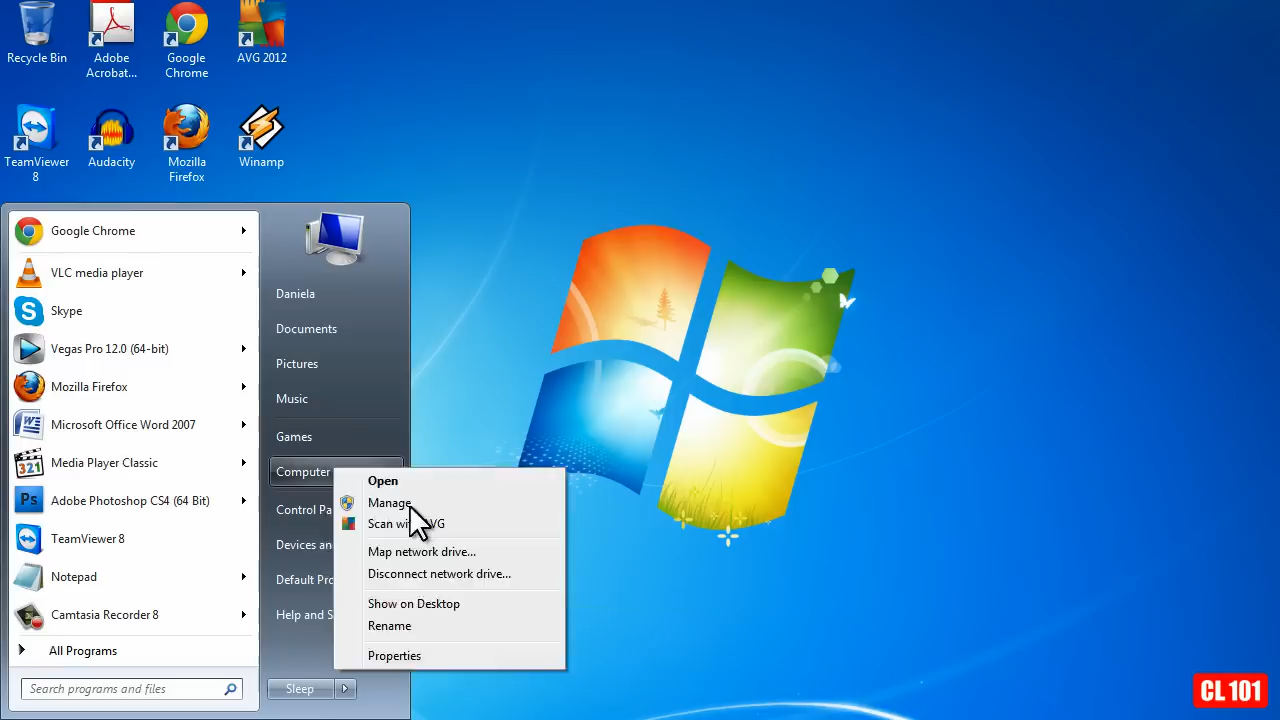 Recycle Bin
Adobe
Acrobat...
Google
Chrome
AVG 2012
TeamViewer
8
Audacity
Mozilla
Firefox
Winamp
Google Chrome
VLC media player
Skype
Vegas Pro 12.0 (64-bit)
Mozilla Firefox
Microsoft Office Word 2007
Media Player Classic
Adobe Photoshop CS4 (64 Bit)
TeamViewer 8
Notepad
Camtasia Recorder 8
All Programs
Search programs and files
Daniela
Documents
Pictures
Music
Games
Computer
Control Pa
Devices an
Default Pro
Help and S
Sleep
Open
Manage
Scan wi VG
Map network drive...
Disconnect network drive...
Show on Desktop
Rename
Properties
CL 101